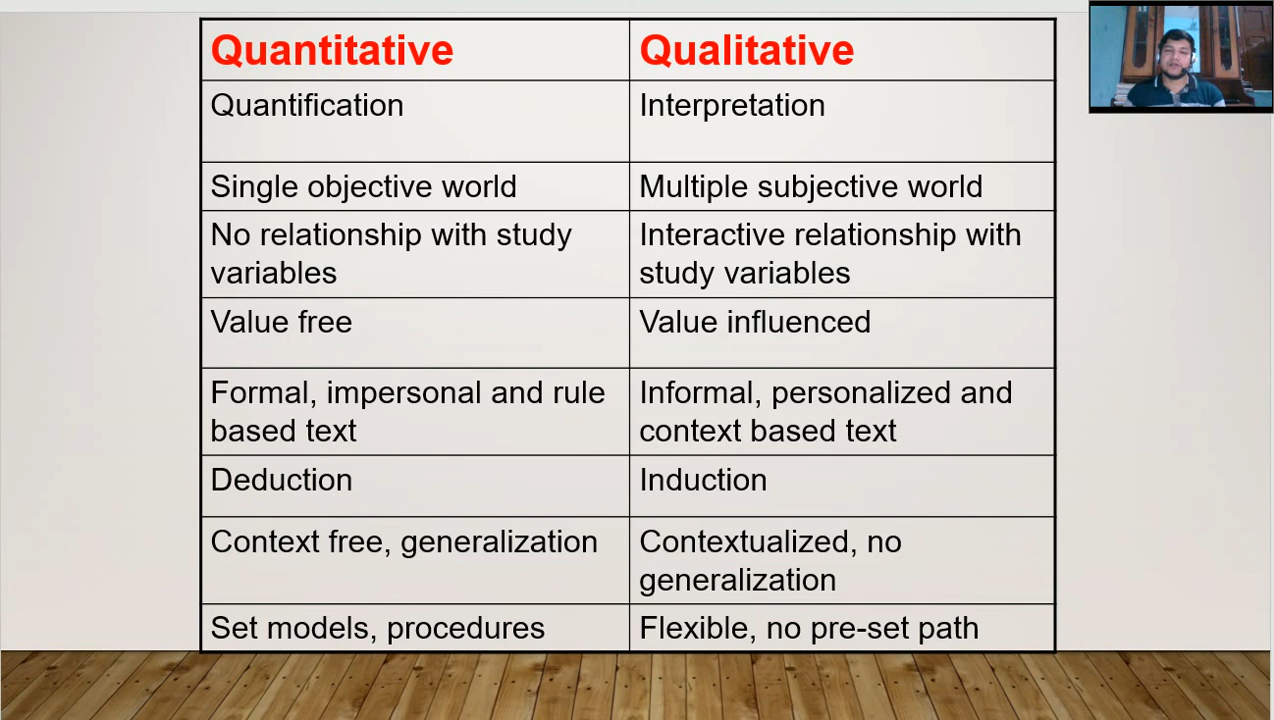 Quantitative
Qualitative
Quantification
Interpretation
Single objective world
Multiple subjective world
No relationship with study
variables
Interactive relationship with
study variables
Value free
Value influenced
Formal, impersonal and rule
based text
Informal, personalized and
context based text
Deduction
Induction
Context free, generalization
Contextualized, no
generalization
Set models, procedures
Flexible, no pre-set path